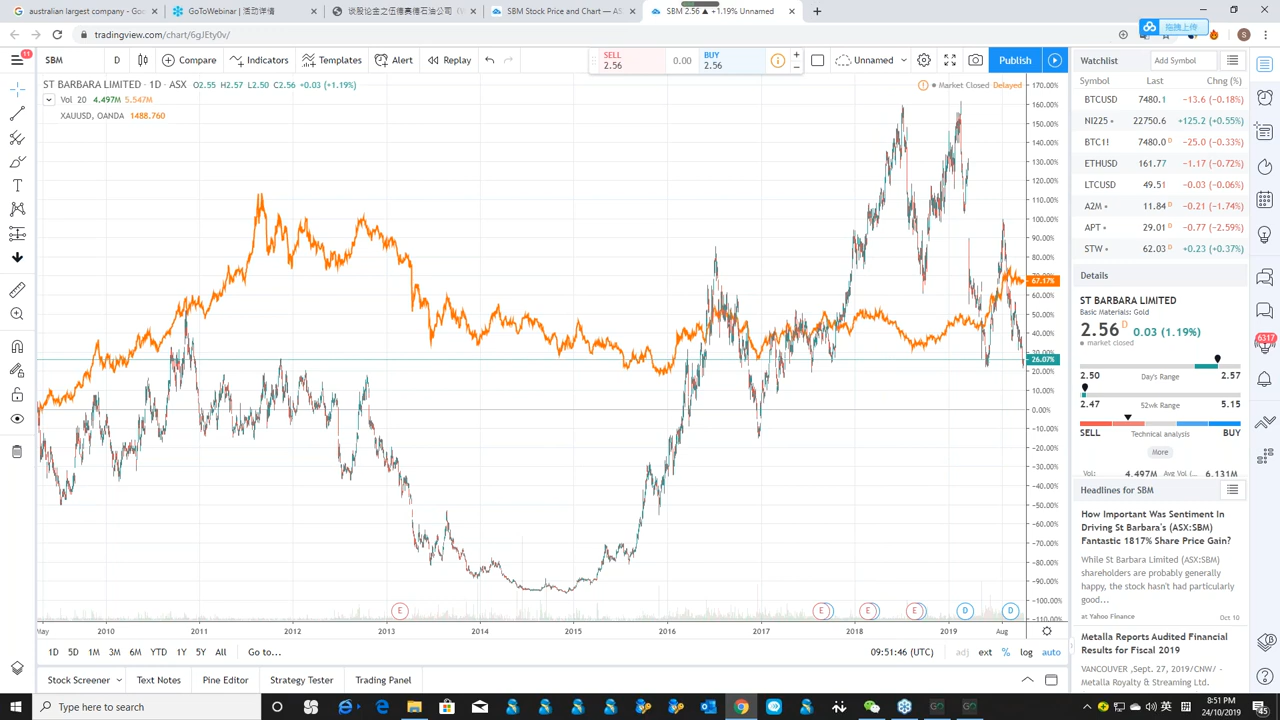 australian largest company - Goo
GoToWebinar | 活动详情
谈股论金之伍德赛德石油公司 (W
SBM Stock Price and Chart — AS
SBM 2.56 ▲ +1.19% Unnamed
拖拽上传
tradingview.com/chart/6gJEty0v/
11
SBM
D
Compare
Indicators
Templates
Alert
Replay
SELL
2.56
0.00
BUY
2.56
Unnamed
Publish
ST BARBARA LIMITED · 1D · ASX O2.55 H2.57 L2.50 C2.56 +0.03 (+1.19%)
Market Closed Delayed
Vol 20 4.497M 5.547M
XAUUSD, OANDA 1488.760
170.00%
160.00%
150.00%
140.00%
130.00%
120.00%
110.00%
100.00%
90.00%
80.00%
70.00%
67.17%
60.00%
50.00%
40.00%
30.00%
26.07%
20.00%
10.00%
0.00%
-10.00%
-20.00%
-30.00%
-40.00%
-50.00%
-60.00%
-70.00%
-80.00%
-90.00%
-100.00%
-110.00%
E E E E D D
May 2010 2011 2012 2013 2014 2015 2016 2017 2018 2019 Aug
1D 5D 1M 3M 6M YTD 1Y 5Y All Go to...
09:51:46 (UTC) adj ext % log auto
Stock Screener Text Notes Pine Editor Strategy Tester Trading Panel
Watchlist Add Symbol
Symbol Last Chng (%)
BTCUSD 7480.1 −13.6 (−0.18%)
NI225 22750.6 +125.2 (+0.55%)
BTC1! 7480.0 D −25.0 (−0.33%)
ETHUSD 161.77 −1.17 (−0.72%)
LTCUSD 49.51 −0.03 (−0.06%)
A2M 11.84 D −0.21 (−1.74%)
APT 29.01 D −0.77 (−2.59%)
STW 62.03 D +0.23 (+0.37%)
Details
ST BARBARA LIMITED
Basic Materials: Gold
2.56 D 0.03 (1.19%)
market closed
2.50 Day's Range 2.57
2.47 52wk Range 5.15
SELL Technical analysis BUY
More
Vol: 4.497M Avg Vol (... 6.131M
Headlines for SBM
How Important Was Sentiment In
Driving St Barbara's (ASX:SBM)
Fantastic 1817% Share Price Gain?
While St Barbara Limited (ASX:SBM)
shareholders are probably generally
happy, the stock hasn't had particularly
good...
at Yahoo Finance Oct 10
Metalla Reports Audited Financial
Results for Fiscal 2019
VANCOUVER ,Sept. 27, 2019/CNW/ -
Metalla Royalty & Streaming Ltd.
6317
Type here to search
英
8:51 PM
24/10/2019